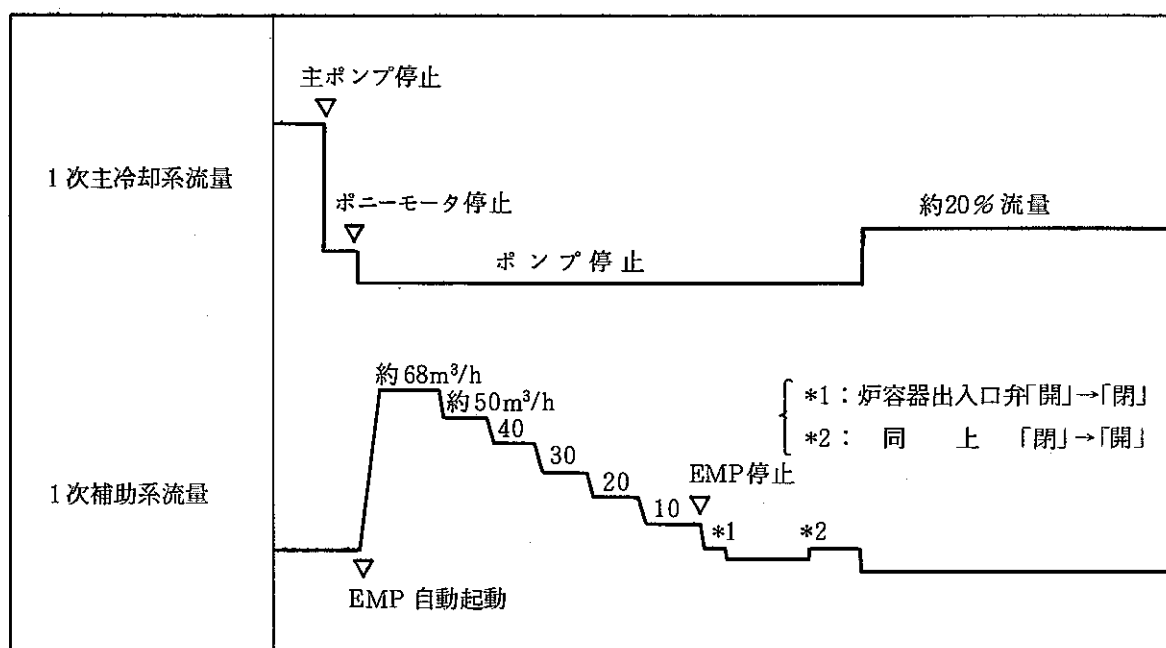 主ポンプ停止
▽
1次主冷却系流量
ポニーモータ停止
▽
約20％流量
ポンプ停止
約68m³/h
約50m³/h
40
30
20
10
EMP停止
▽
*1
*2
*1：炉容器出入口弁「開」→「閉」
*2： 同 上 「閉」→「開」
1次補助系流量
▽
EMP 自動起動